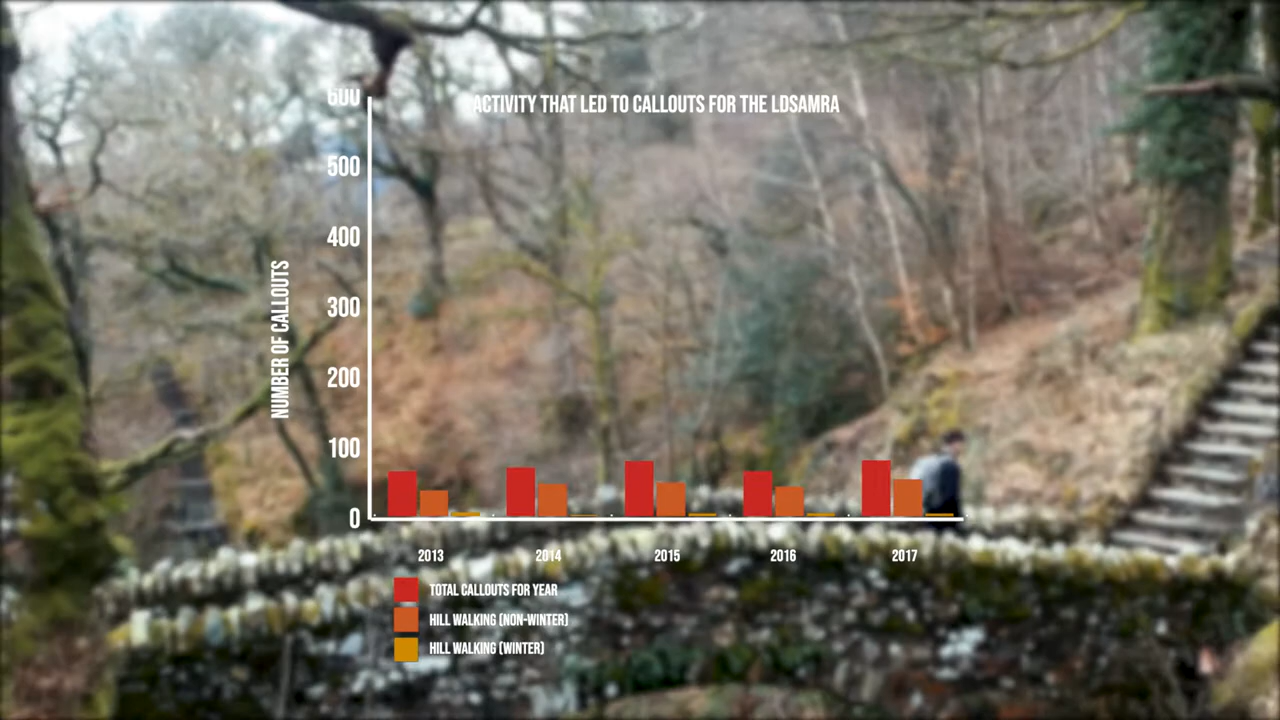 ACTIVITY THAT LED TO CALLOUTS FOR THE LDSAMRA
NUMBER OF CALLOUTS
600
500
400
300
200
100
0
2013
2014
2015
2016
2017
TOTAL CALLOUTS FOR YEAR
HILL WALKING (NON-WINTER)
HILL WALKING (WINTER)